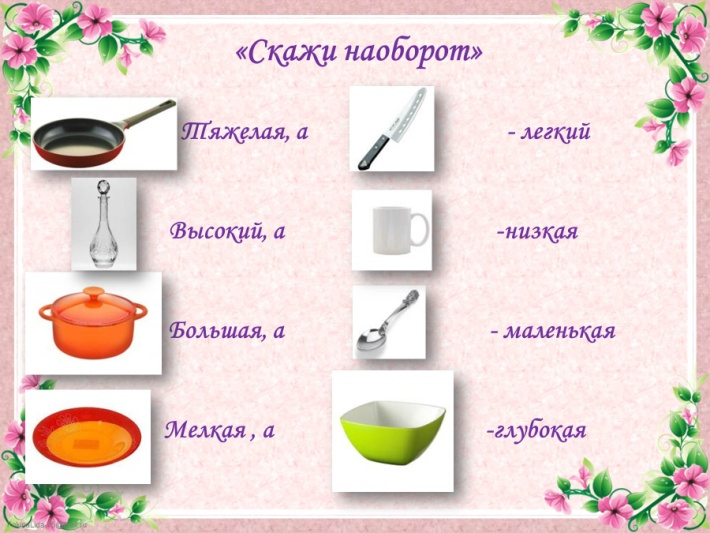 «Скажи наоборот»
Тяжелая, а - легкий
Высокий, а -низкая
Большая, а - маленькая
Мелкая , а -глубокая